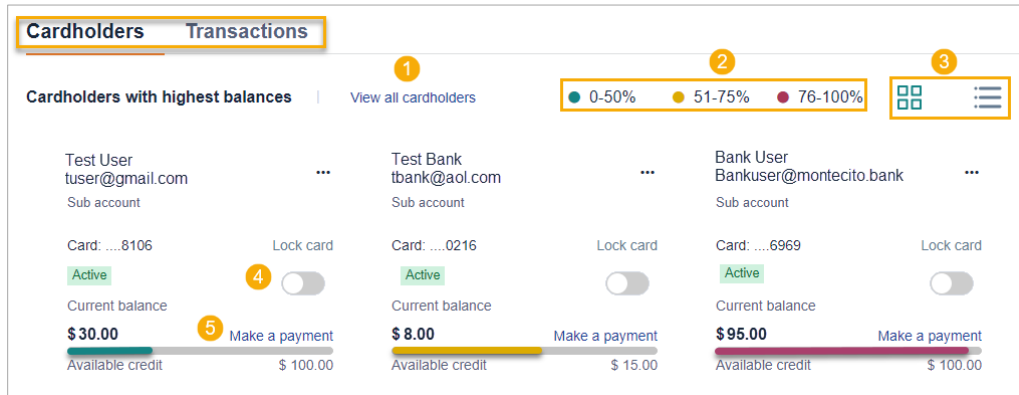 Cardholders Transactions
1 2 3
Cardholders with highest balances | View all cardholders 0-50% 51-75% 76-100%
Test User
tuser@gmail.com ...
Sub account
Card: ....8106 Lock card
Active 4
Current balance
$30.00 5 Make a payment
Available credit $ 100.00
Test Bank
tbank@aol.com ...
Sub account
Card: ....0216 Lock card
Active
Current balance
$8.00 Make a payment
Available credit $ 15.00
Bank User
Bankuser@montecito.bank ...
Sub account
Card: ....6969 Lock card
Active
Current balance
$95.00 Make a payment
Available credit $ 100.00